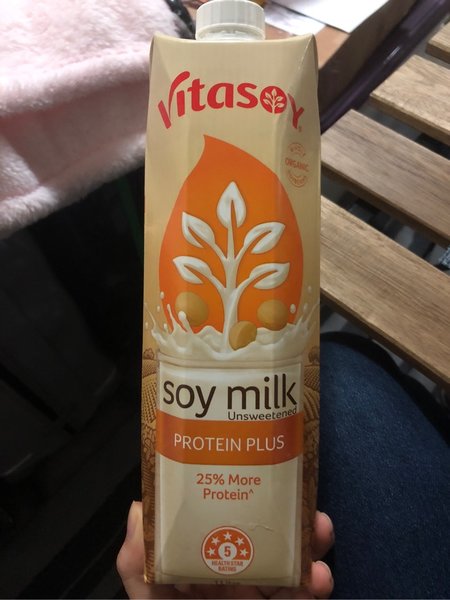 Vitasoy
ORGANIC
soy milk
Unsweetened
PROTEIN PLUS
25% More
Protein^
5
HEALTH STAR
RATING